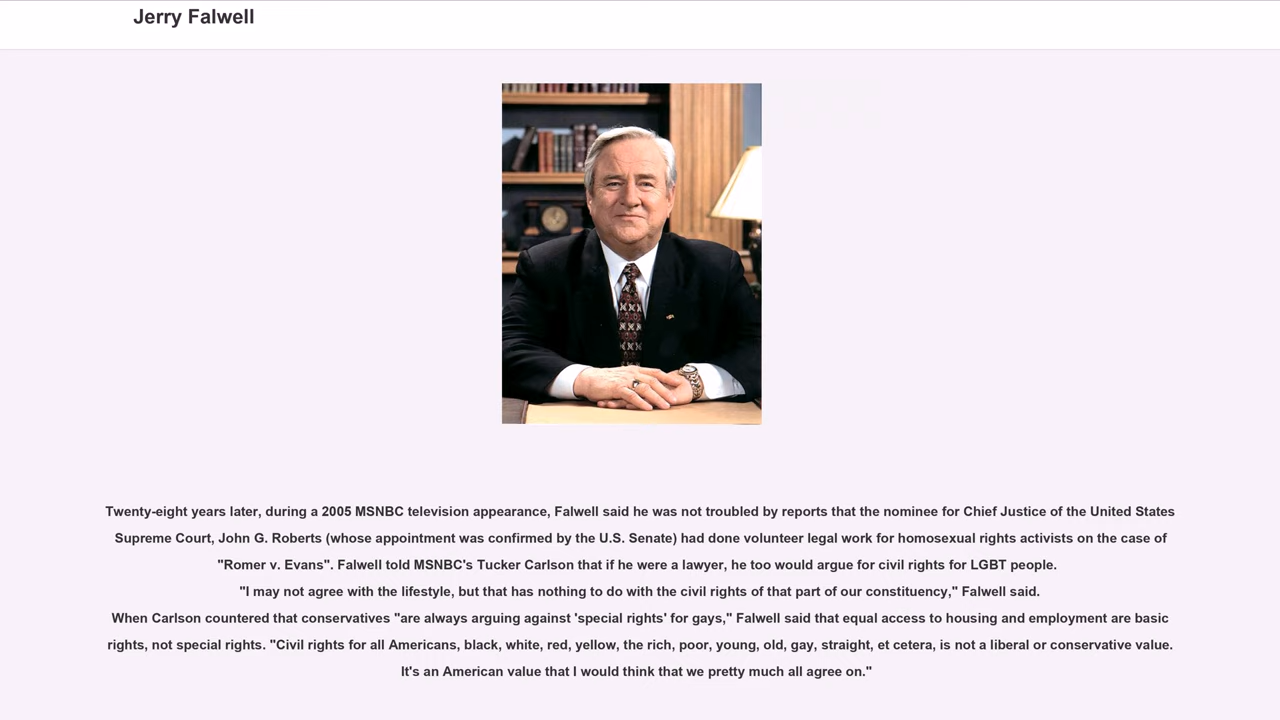 Jerry Falwell
Twenty-eight years later, during a 2005 MSNBC television appearance, Falwell said he was not troubled by reports that the nominee for Chief Justice of the United States
Supreme Court, John G. Roberts (whose appointment was confirmed by the U.S. Senate) had done volunteer legal work for homosexual rights activists on the case of
"Romer v. Evans". Falwell told MSNBC's Tucker Carlson that if he were a lawyer, he too would argue for civil rights for LGBT people.
"I may not agree with the lifestyle, but that has nothing to do with the civil rights of that part of our constituency," Falwell said.
When Carlson countered that conservatives "are always arguing against 'special rights' for gays," Falwell said that equal access to housing and employment are basic
rights, not special rights. "Civil rights for all Americans, black, white, red, yellow, the rich, poor, young, old, gay, straight, et cetera, is not a liberal or conservative value.
It's an American value that I would think that we pretty much all agree on."